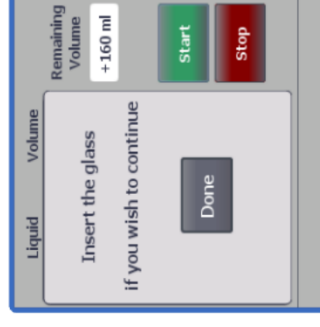 Liquid Volume
Remaining
Volume
+160 ml
Start
Stop
Insert the glass
if you wish to continue
Done